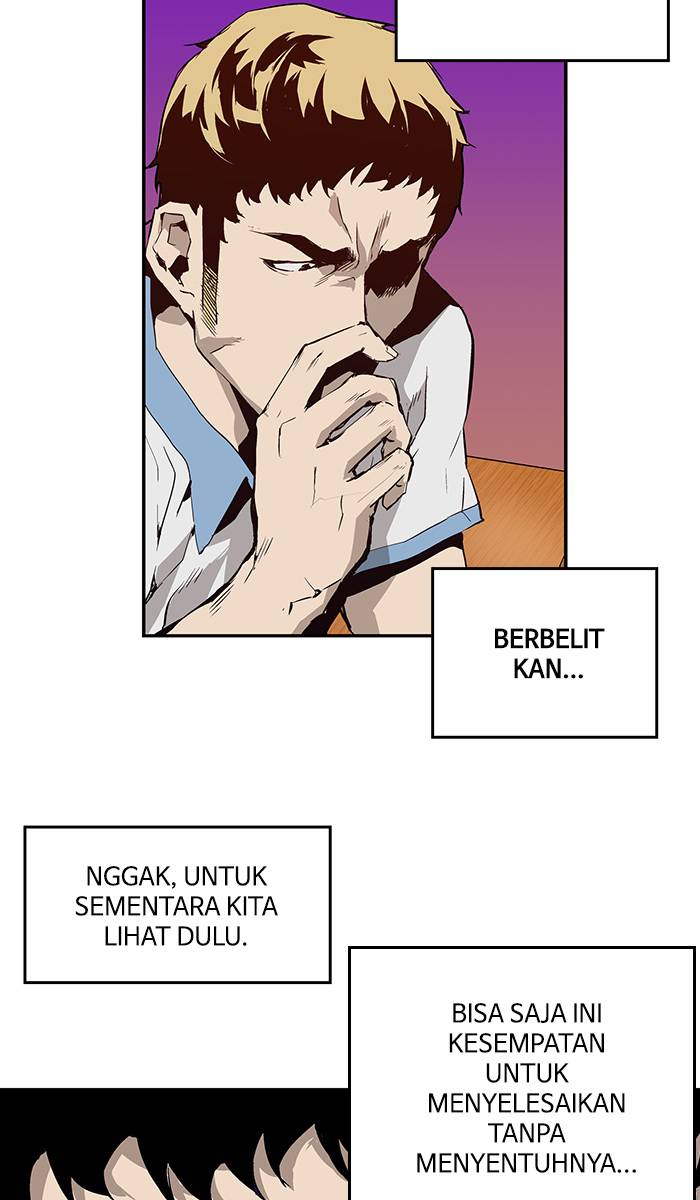 BERBELIT
KAN...
NGGAK, UNTUK
SEMENTARA KITA
LIHAT DULU.
BISA SAJA INI
KESEMPATAN
UNTUK
MENYELESAIKAN
TANPA
MENYENTUHNYA...